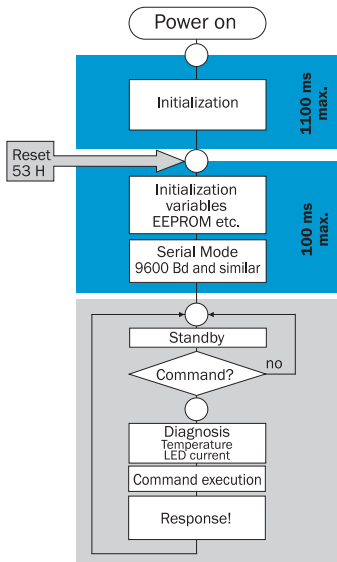 Power on
Initialization
1100 ms
max.
Reset
53 H
Initialization
variables
EEPROM etc.
Serial Mode
9600 Bd and similar
100 ms
max.
Standby
Command?
no
Diagnosis
Temperature
LED current
Command execution
Response!